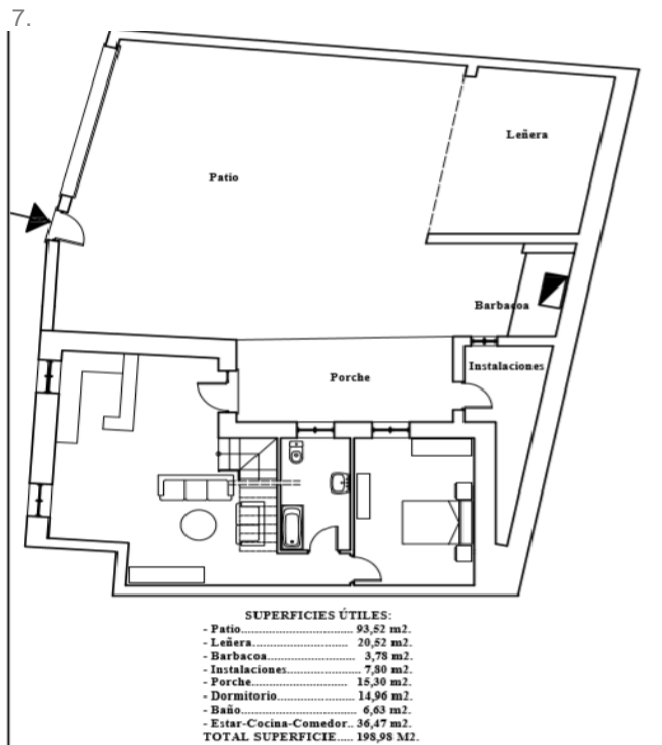 7.
Leñera
Patio
Barbacoa
Instalaciones
Porche
SUPERFICIES ÚTILES:
- Patio.................................. 93,52 m2.
- Leñera............................ 20,52 m2.
- Barbacoa........................ 3,78 m2.
- Instalaciones................... 7,80 m2.
- Porche............................. 15,30 m2.
- Dormitorio..................... 14,96 m2.
- Baño................................ 6,63 m2.
- Estar-Cocina-Comedor.. 36,47 m2.
TOTAL SUPERFICIE..... 198,98 M2.